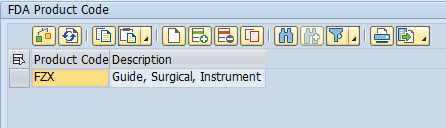 FDA Product Code
Product Code Description
FZX Guide, Surgical, Instrument